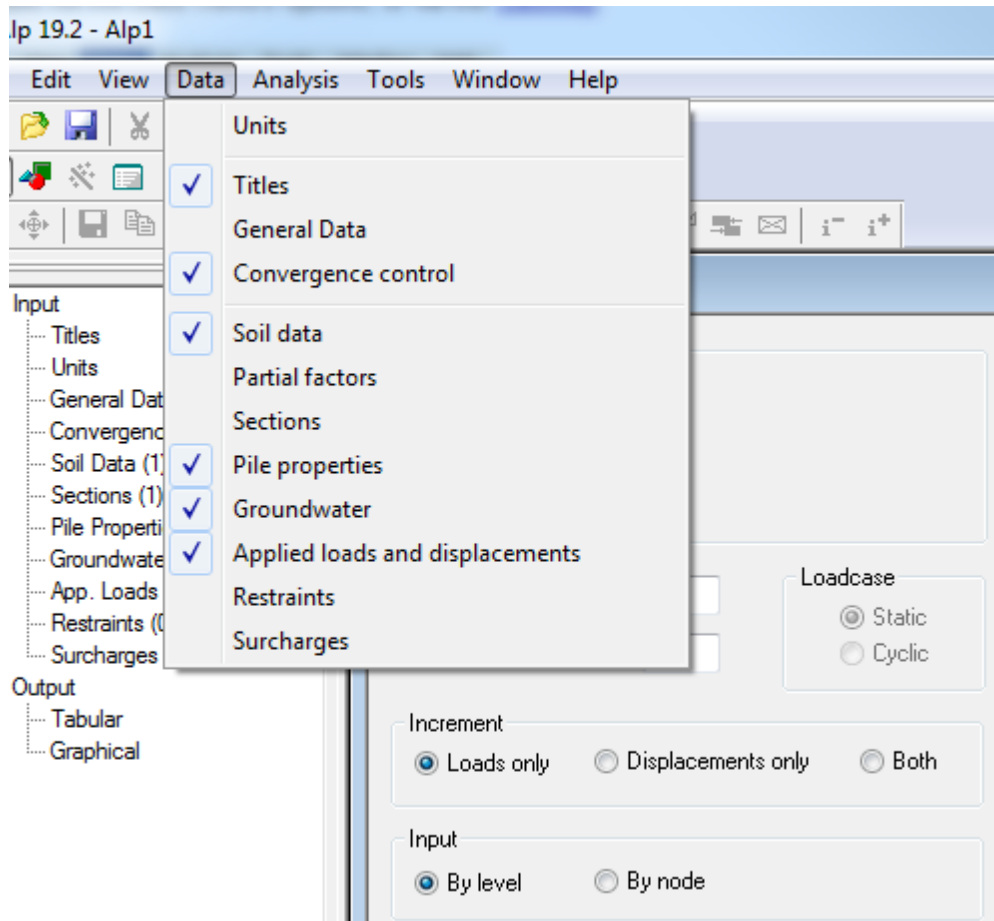 lp 19.2 - Alp1
Edit View Data Analysis Tools Window Help
Units
Titles
General Data
Convergence control
Soil data
Partial factors
Sections
Pile properties
Groundwater
Applied loads and displacements
Restraints
Surcharges
Input
Titles
Units
General Dat
Convergenc
Soil Data (1)
Sections (1)
Pile Properti
Groundwate
App. Loads
Restraints (0
Surcharges
Output
Tabular
Graphical
Loadcase
Static
Cyclic
Increment
Loads only Displacements only Both
Input
By level By node